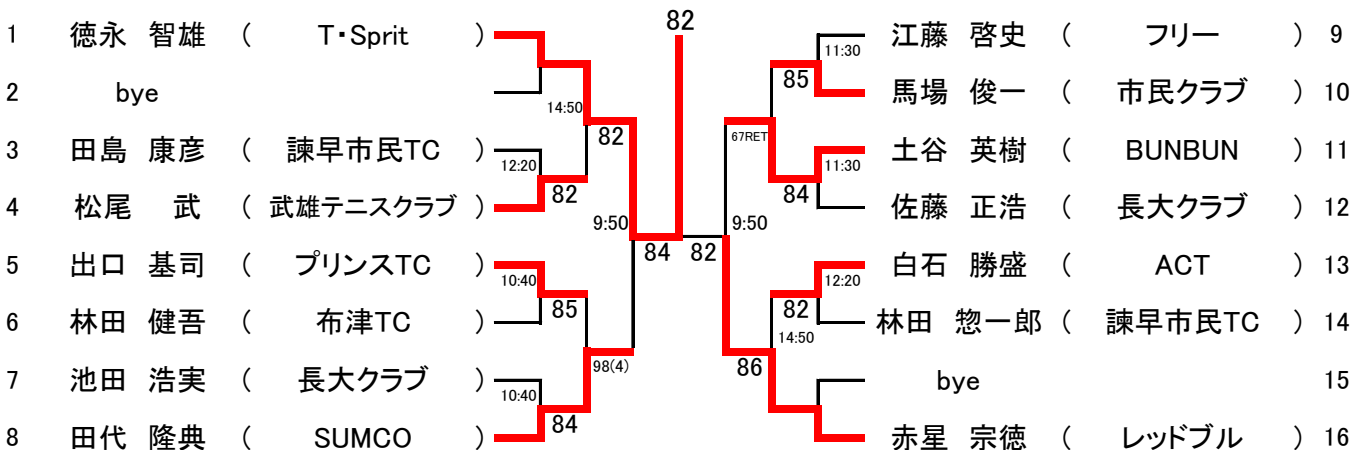 82
1 徳永 智雄 ( T・Sprit ) 江藤 啓史 ( フリー ) 9
11:30
85
2 bye 馬場 俊一 ( 市民クラブ ) 10
14:50
82 67RET
3 田島 康彦 ( 諫早市民TC ) 土谷 英樹 ( BUNBUN ) 11
12:20 11:30
82 84
4 松尾 武 ( 武雄テニスクラブ ) 佐藤 正浩 ( 長大クラブ ) 12
9:50 9:50
84 82
5 出口 基司 ( プリンスTC ) 白石 勝盛 ( ACT ) 13
10:40 12:20
85 82
6 林田 健吾 ( 布津TC ) 林田 惣一郎 ( 諫早市民TC ) 14
14:50
98(4) 86
7 池田 浩実 ( 長大クラブ ) bye 15
10:40
84
8 田代 隆典 ( SUMCO ) 赤星 宗徳 ( レッドブル ) 16